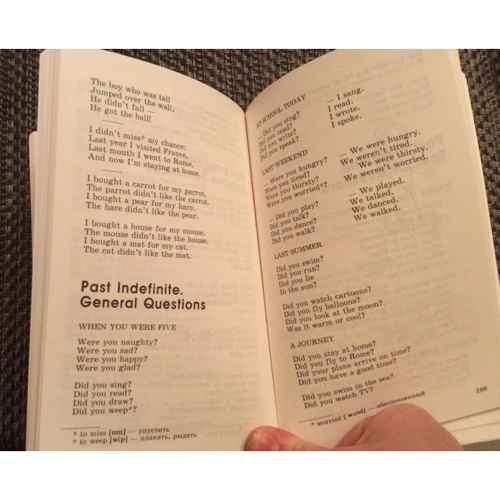 The boy who was tall
Jumped over the wall,
He didn't fall —
He got the ball!
I didn't miss* my chance;
Last year I visited France,
Last month I went to Rome,
And now I'm staying at home.
I bought a carrot for my parrot,
The parrot didn't like the carrot.
I bought a pear for my hare.
The hare didn't like the pear.
I bought a house for my mouse,
The mouse didn't like the house.
I bought a mat for my cat.
The cat didn't like the mat.
Past Indefinite.
General Questions
WHEN YOU WERE FIVE
Were you naughty?
Were you sad?
Were you happy?
Were you glad?
Did you sing?
Did you read?
Did you draw?
Did you weep*?
* to miss [mɪs] — упустить
* to weep [wi:p] — плакать, рыдать
AT SCHOOL TODAY
— Did you sing? — I sang.
Did you read? I read.
Did you write? I wrote.
Did you speak? I spoke.
LAST WEEKEND
— Were you hungry? — We were hungry.
Were you tired? We weren't tired.
Were you thirsty? We were thirsty.
Were you worried*? We weren't worried.
— Did you play? — We played.
Did you talk? We talked.
Did you dance? We danced.
Did you walk? We walked.
LAST SUMMER
Did you swim?
Did you run?
Did you lie
In the sun?
Did you watch cartoons?
Did you fly balloons?
Did you look at the moon?
Was it warm or cool?
A JOURNEY
Did you stay at home?
Did you fly to Rome?
Did your plane arrive on time?
Did you have a good time?
Did you swim in the sea?
Did you watch TV?
109
* worried ['wʌrɪd] — обеспокоенный